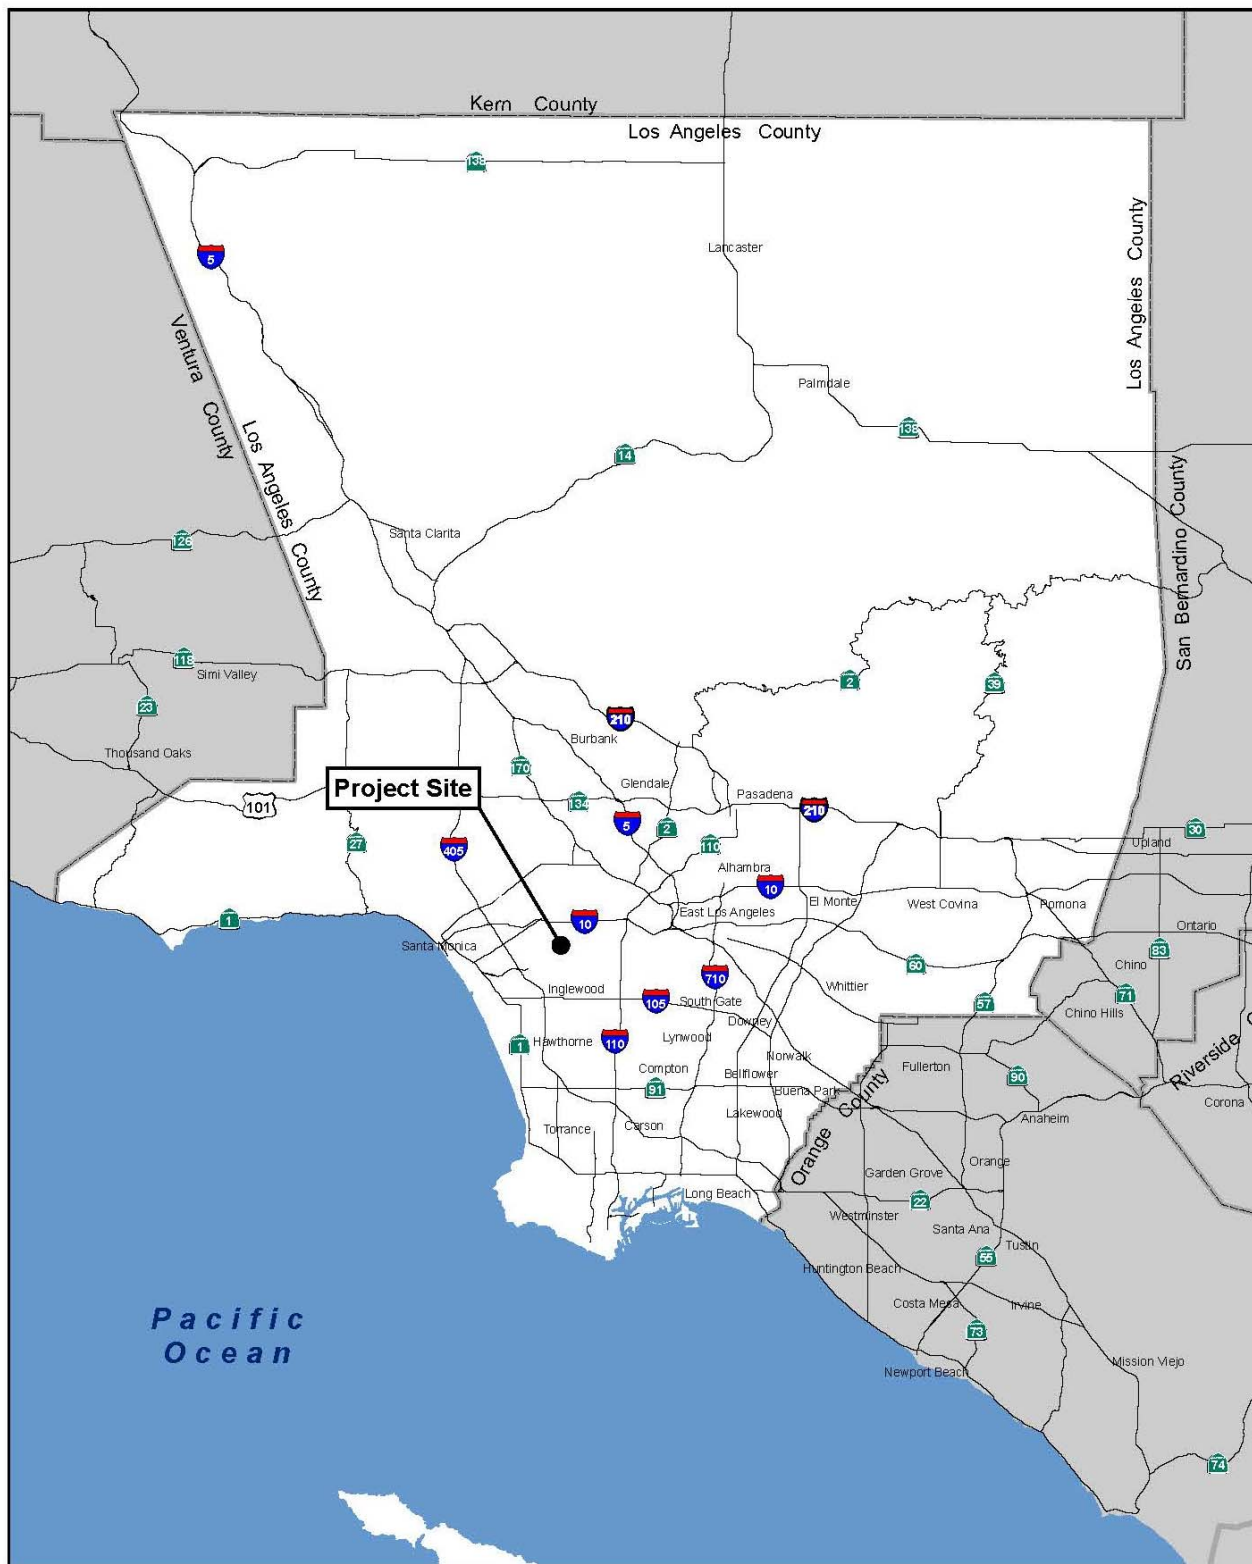 Kern County
Los Angeles County
138
Lancaster
5
Los Angeles County
Ventura County
Palmdale
138
Los Angeles County
14
San Bernardino County
Santa Clarita
126
118
Simi Valley
2
39
23
210
Burbank
Thousand Oaks
170
Project Site
Glendale
Pasadena
101
134
210
5
2
30
27
405
110
Upland
Alhambra
10
El Monte
West Covina
Pomona
1
10
East Los Angeles
Ontario
Santa Monica
83
60
Chino
Inglewood
710
Whittier
71
105
South Gate
57
Chino Hills
Downey
1
Hawthorne
110
Lynwood
Norwalk
Riverside C
Compton
Bellflower
Fullerton
90
91
Buena Park
Orange County
Corona
Lakewood
Anaheim
Torrance
Carson
Orange
Garden Grove
Long Beach
22
Westminster
Santa Ana
Tustin
55
Huntington Beach
Costa Mesa
Irvine
Pacific
Ocean
73
Mission Viejo
Newport Beach
74